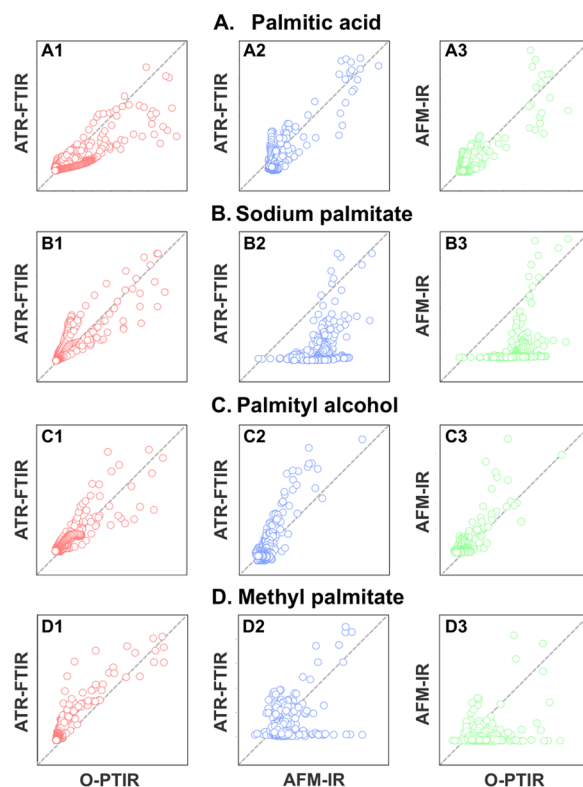 A. Palmitic acid
A1
A2
A3
ATR-FTIR
ATR-FTIR
AFM-IR
B. Sodium palmitate
B1
B2
B3
ATR-FTIR
ATR-FTIR
AFM-IR
C. Palmityl alcohol
C1
C2
C3
ATR-FTIR
ATR-FTIR
AFM-IR
D. Methyl palmitate
D1
D2
D3
ATR-FTIR
ATR-FTIR
AFM-IR
O-PTIR
AFM-IR
O-PTIR